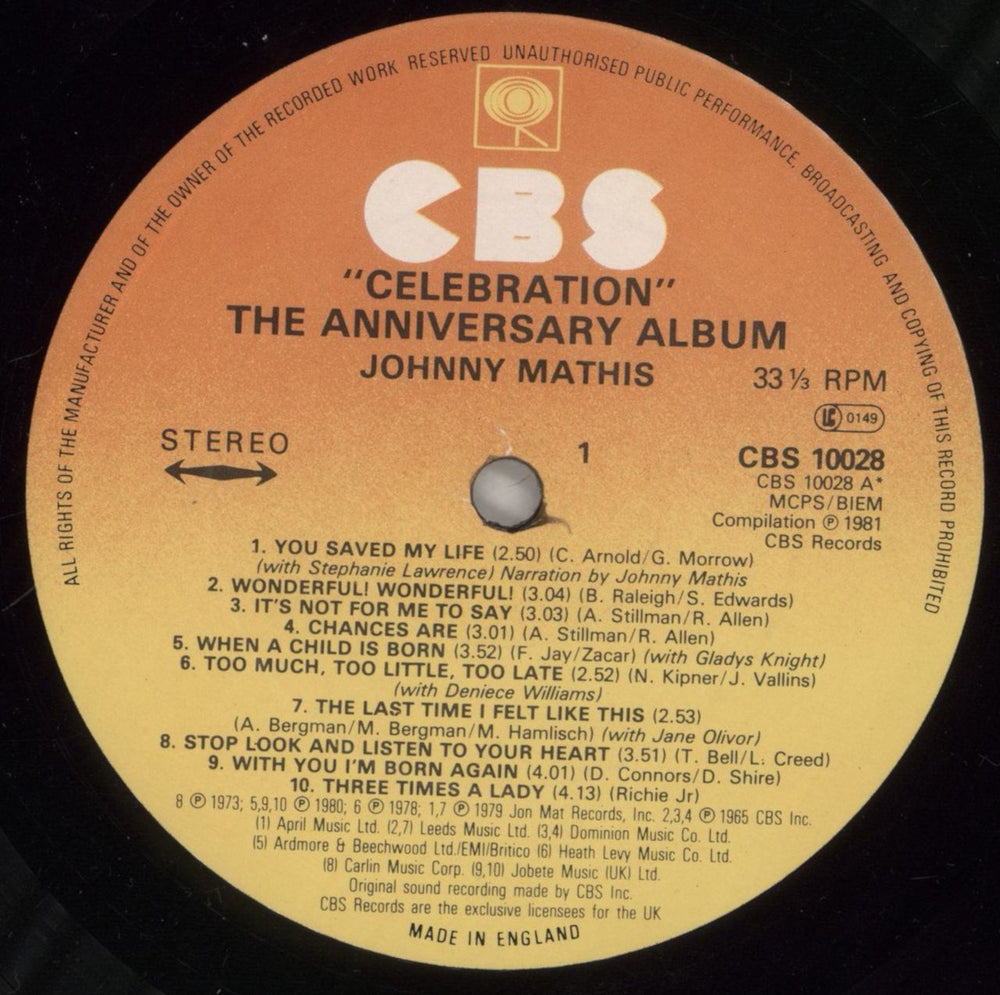 ALL RIGHTS OF THE MANUFACTURER AND OF THE OWNER OF THE RECORDED WORK RESERVED UNAUTHORISED PUBLIC PERFORMANCE, BROADCASTING AND COPYING OF THIS RECORD PROHIBITED
CBS
"CELEBRATION"
THE ANNIVERSARY ALBUM
JOHNNY MATHIS
33 ⅓ RPM
LC 0149
STEREO
1
CBS 10028
CBS 10028 A*
MCPS/BIEM
Compilation ℗ 1981
CBS Records
1. YOU SAVED MY LIFE (2.50) (C. Arnold/G. Morrow)
(with Stephanie Lawrence) Narration by Johnny Mathis
2. WONDERFUL! WONDERFUL! (3.04) (B. Raleigh/S. Edwards)
3. IT'S NOT FOR ME TO SAY (3.03) (A. Stillman/R. Allen)
4. CHANCES ARE (3.01) (A. Stillman/R. Allen)
5. WHEN A CHILD IS BORN (3.52) (F. Jay/Zacar) (with Gladys Knight)
6. TOO MUCH, TOO LITTLE, TOO LATE (2.52) (N. Kipner/J. Vallins)
(with Deniece Williams)
7. THE LAST TIME I FELT LIKE THIS (2.53)
(A. Bergman/M. Bergman/M. Hamlisch) (with Jane Olivor)
8. STOP LOOK AND LISTEN TO YOUR HEART (3.51) (T. Bell/L. Creed)
9. WITH YOU I'M BORN AGAIN (4.01) (D. Connors/D. Shire)
10. THREE TIMES A LADY (4.13) (Richie Jr)
8 ℗ 1973; 5,9,10 ℗ 1980; 6 ℗ 1978; 1,7 ℗ 1979 Jon Mat Records, Inc. 2,3,4 ℗ 1965 CBS Inc.
(1) April Music Ltd. (2,7) Leeds Music Ltd. (3,4) Dominion Music Co. Ltd.
(5) Ardmore & Beechwood Ltd./EMI/Britico (6) Heath Levy Music Co. Ltd.
(8) Carlin Music Corp. (9,10) Jobete Music (UK) Ltd.
Original sound recording made by CBS Inc.
CBS Records are the exclusive licensees for the UK
MADE IN ENGLAND